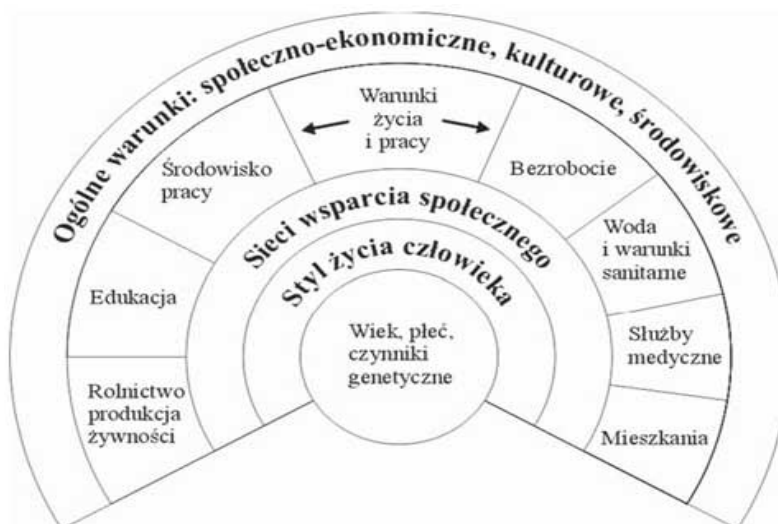 Ogólne warunki: społeczno-ekonomiczne, kulturowe, środowiskowe
Warunki
życia
i pracy
Środowisko
pracy
Bezrobocie
Edukacja
Woda
i warunki
sanitarne
Rolnictwo
produkcja
żywności
Służby
medyczne
Mieszkania
Sieci wsparcia społecznego
Styl życia człowieka
Wiek, płeć,
czynniki
genetyczne